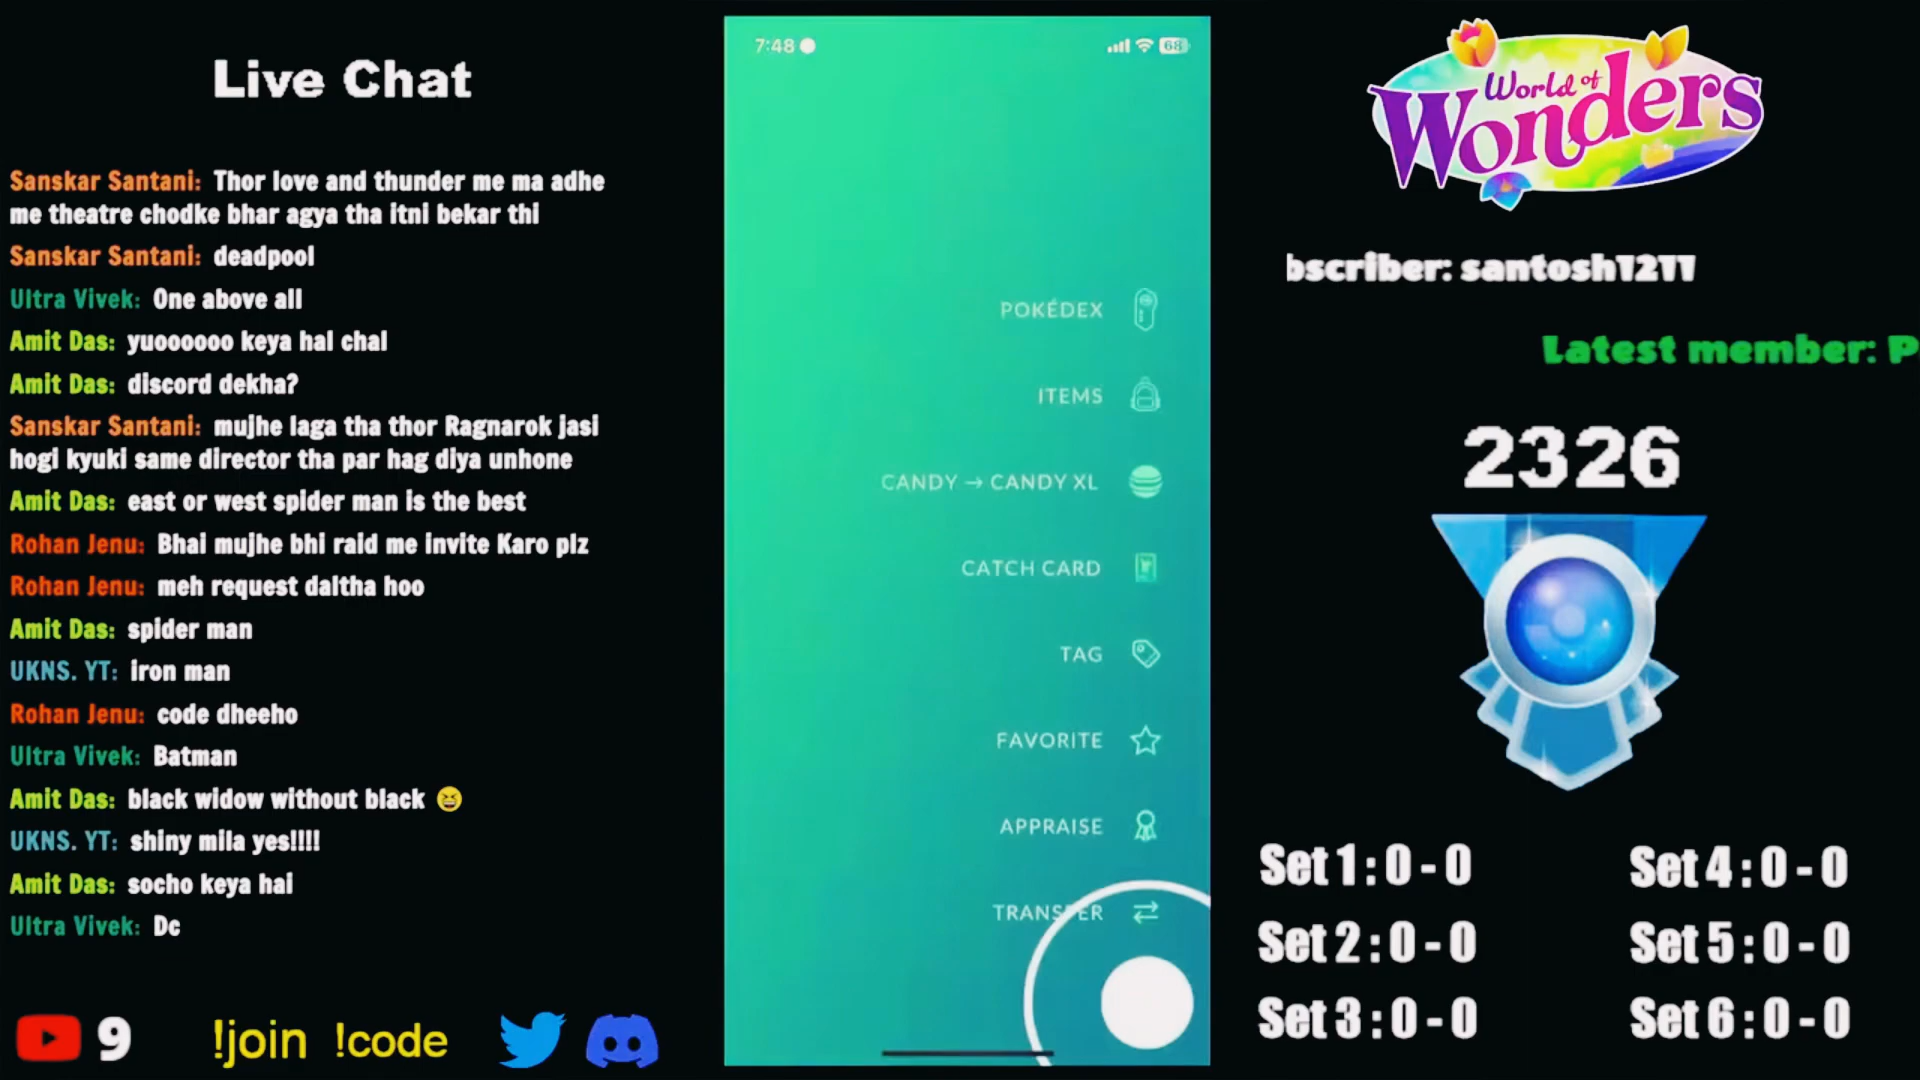 Live Chat
Sanskar Santani: Thor love and thunder me ma adhe
me theatre chodke bhar agya tha itni bekar thi
Sanskar Santani: deadpool
Ultra Vivek: One above all
Amit Das: yuoooooo keya hal chal
Amit Das: discord dekha?
Sanskar Santani: mujhe laga tha thor Ragnarok jasi
hogi kyuki same director tha par hag diya unhone
Amit Das: east or west spider man is the best
Rohan Jenu: Bhai mujhe bhi raid me invite Karo plz
Rohan Jenu: meh request daltha hoo
Amit Das: spider man
UKNS. YT: iron man
Rohan Jenu: code dheeho
Ultra Vivek: Batman
Amit Das: black widow without black 😆
UKNS. YT: shiny mila yes!!!!
Amit Das: socho keya hai
Ultra Vivek: Dc
9 !join !code
7:48
68
POKÉDEX
ITEMS
CANDY → CANDY XL
CATCH CARD
TAG
FAVORITE
APPRAISE
TRANSFER
World of
Wonders
bscriber: santosh1211
Latest member: P
2326
Set 1 : 0 - 0
Set 2 : 0 - 0
Set 3 : 0 - 0
Set 4 : 0 - 0
Set 5 : 0 - 0
Set 6 : 0 - 0